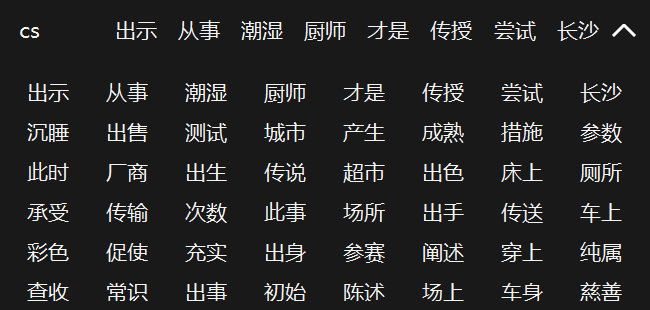 cs 出示 从事 潮湿 厨师 才是 传授 尝试 长沙
出示 从事 潮湿 厨师 才是 传授 尝试 长沙
沉睡 出售 测试 城市 产生 成熟 措施 参数
此时 厂商 出生 传说 超市 出色 床上 厕所
承受 传输 次数 此事 场所 出手 传送 车上
彩色 促使 充实 出身 参赛 阐述 穿上 纯属
查收 常识 出事 初始 陈述 场上 车身 慈善